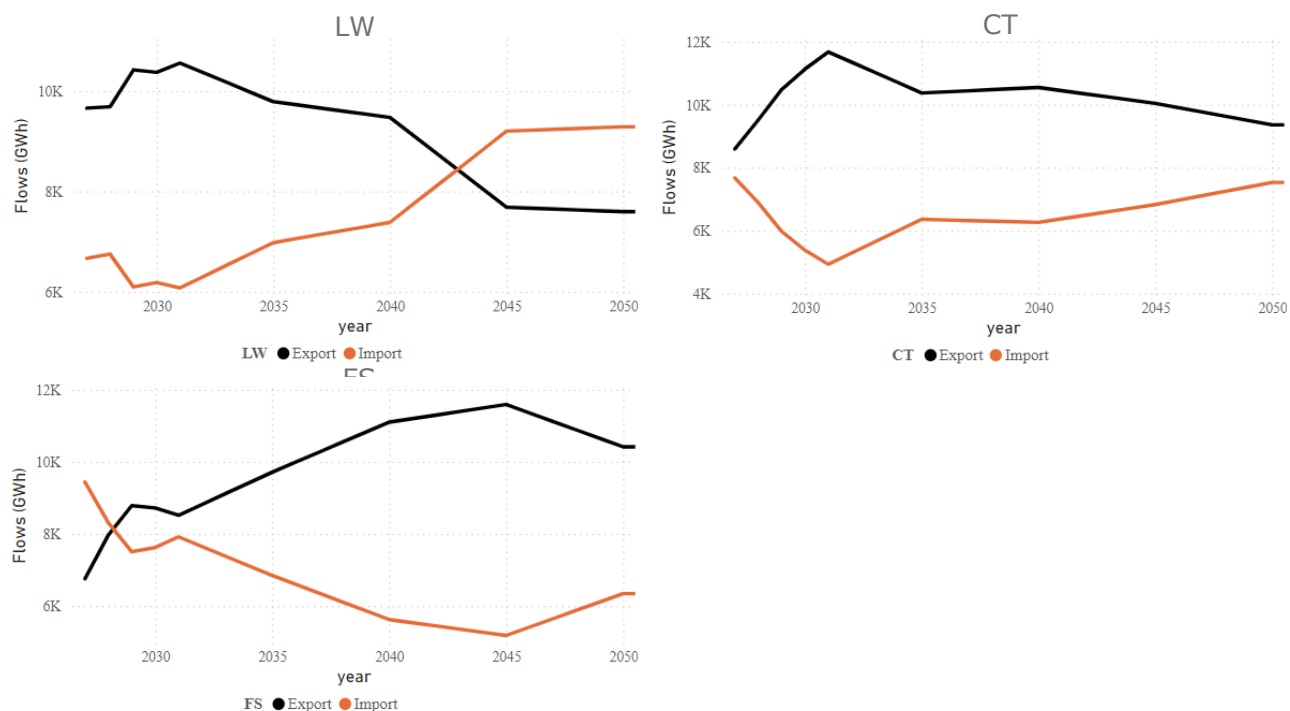 LW
10K
8K
6K
Flows (GWh)
2030 2035 2040 2045 2050
year
LW Export Import
CT
12K
10K
8K
6K
4K
Flows (GWh)
2030 2035 2040 2045 2050
year
CT Export Import
FS
12K
10K
8K
6K
Flows (GWh)
2030 2035 2040 2045 2050
year
FS Export Import